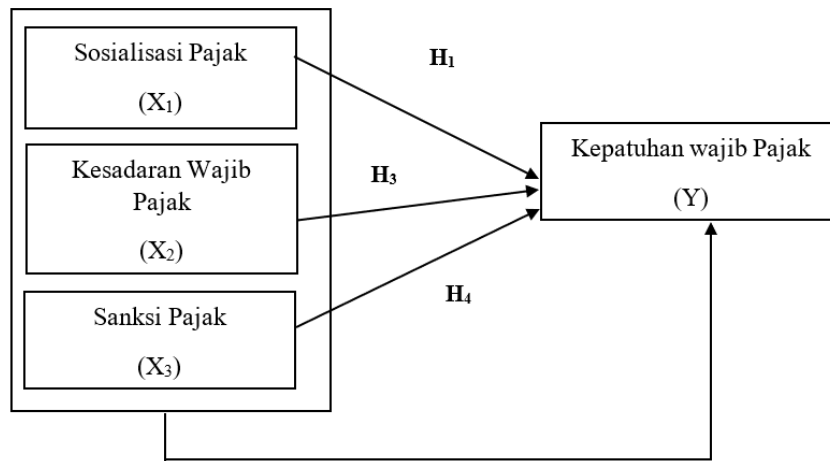 Sosialisasi Pajak
(X₁)
H₁
Kesadaran Wajib
Pajak
(X₂)
H₃
Sanksi Pajak
(X₃)
H₄
Kepatuhan wajib Pajak
(Y)